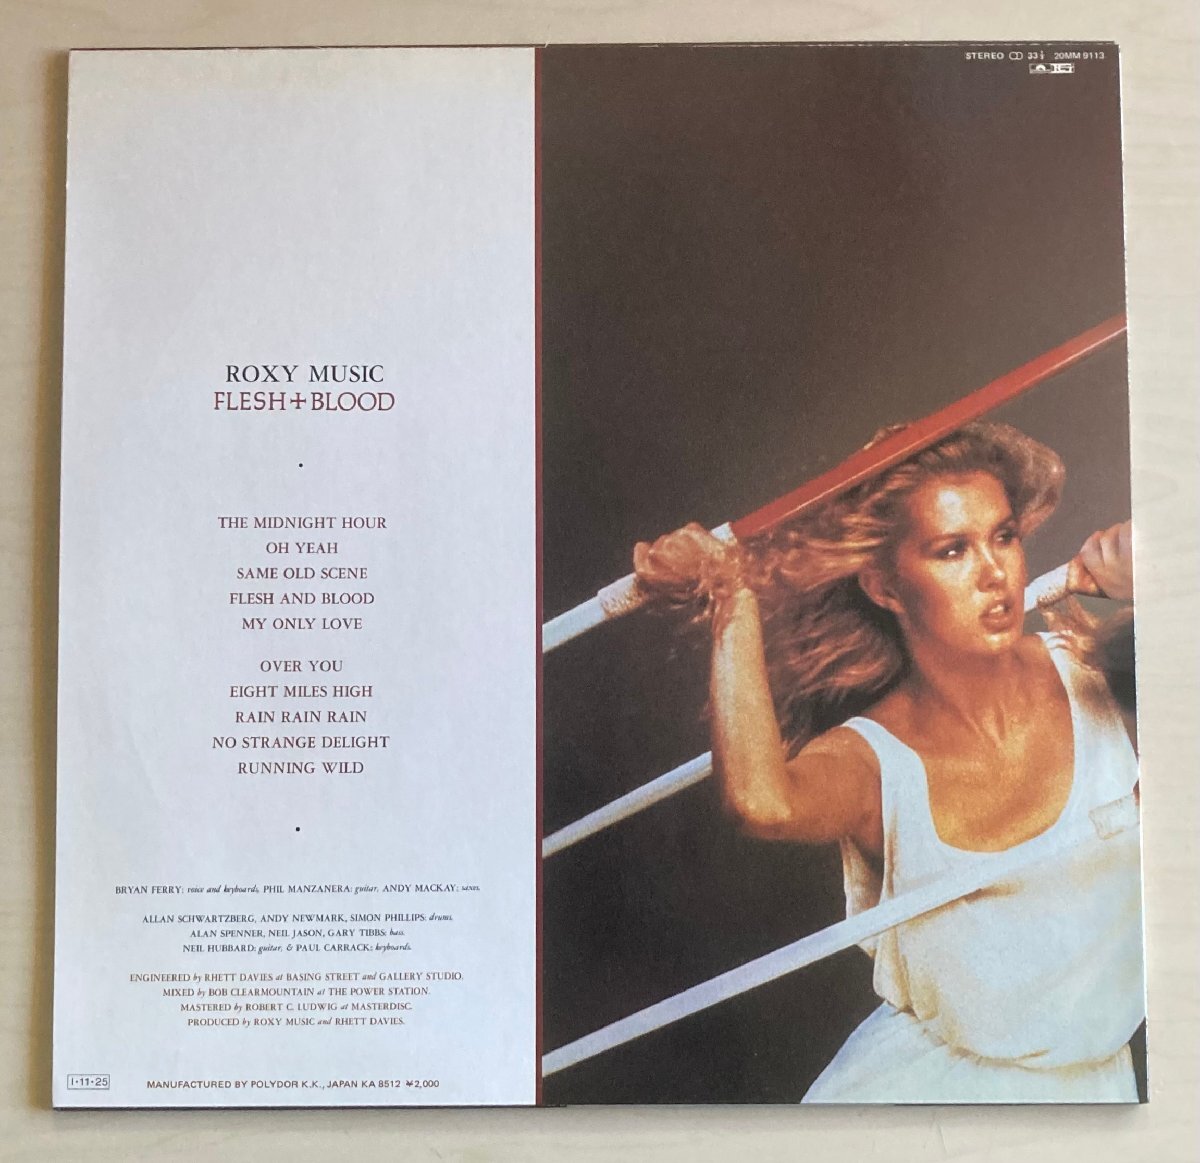 STEREO 33⅓ 20MM 9113
ROXY MUSIC
FLESH+BLOOD
THE MIDNIGHT HOUR
OH YEAH
SAME OLD SCENE
FLESH AND BLOOD
MY ONLY LOVE
OVER YOU
EIGHT MILES HIGH
RAIN RAIN RAIN
NO STRANGE DELIGHT
RUNNING WILD
BRYAN FERRY: voice and keyboards, PHIL MANZANERA: guitar, ANDY MACKAY: saxes.
ALLAN SCHWARTZBERG, ANDY NEWMARK, SIMON PHILLIPS: drums.
ALAN SPENNER, NEIL JASON, GARY TIBBS: bass.
NEIL HUBBARD: guitar, & PAUL CARRACK: keyboards.
ENGINEERED by RHETT DAVIES at BASING STREET and GALLERY STUDIO.
MIXED by BOB CLEARMOUNTAIN at THE POWER STATION.
MASTERED by ROBERT C. LUDWIG at MASTERDISC.
PRODUCED by ROXY MUSIC and RHETT DAVIES.
I·11·25 MANUFACTURED BY POLYDOR K.K., JAPAN KA 8512 ¥2,000